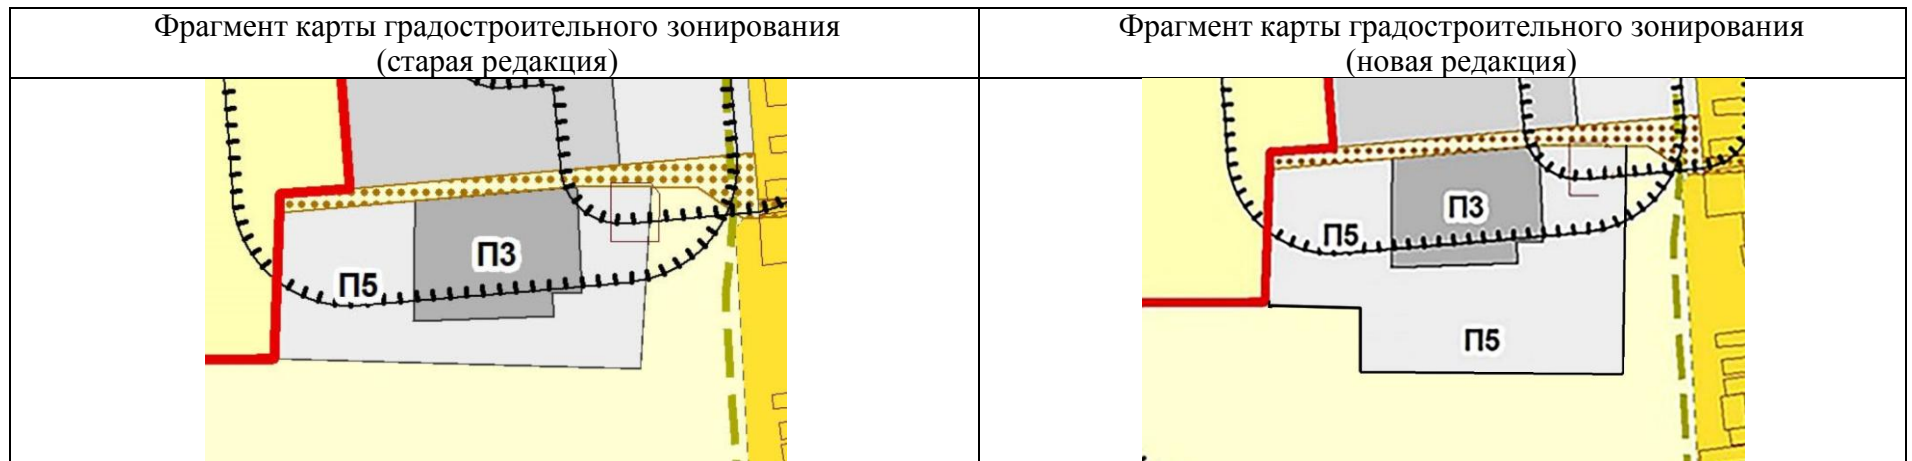 Фрагмент карты градостроительного зонирования
(старая редакция)
Фрагмент карты градостроительного зонирования
(новая редакция)
П3
П5
П3
П5
П5